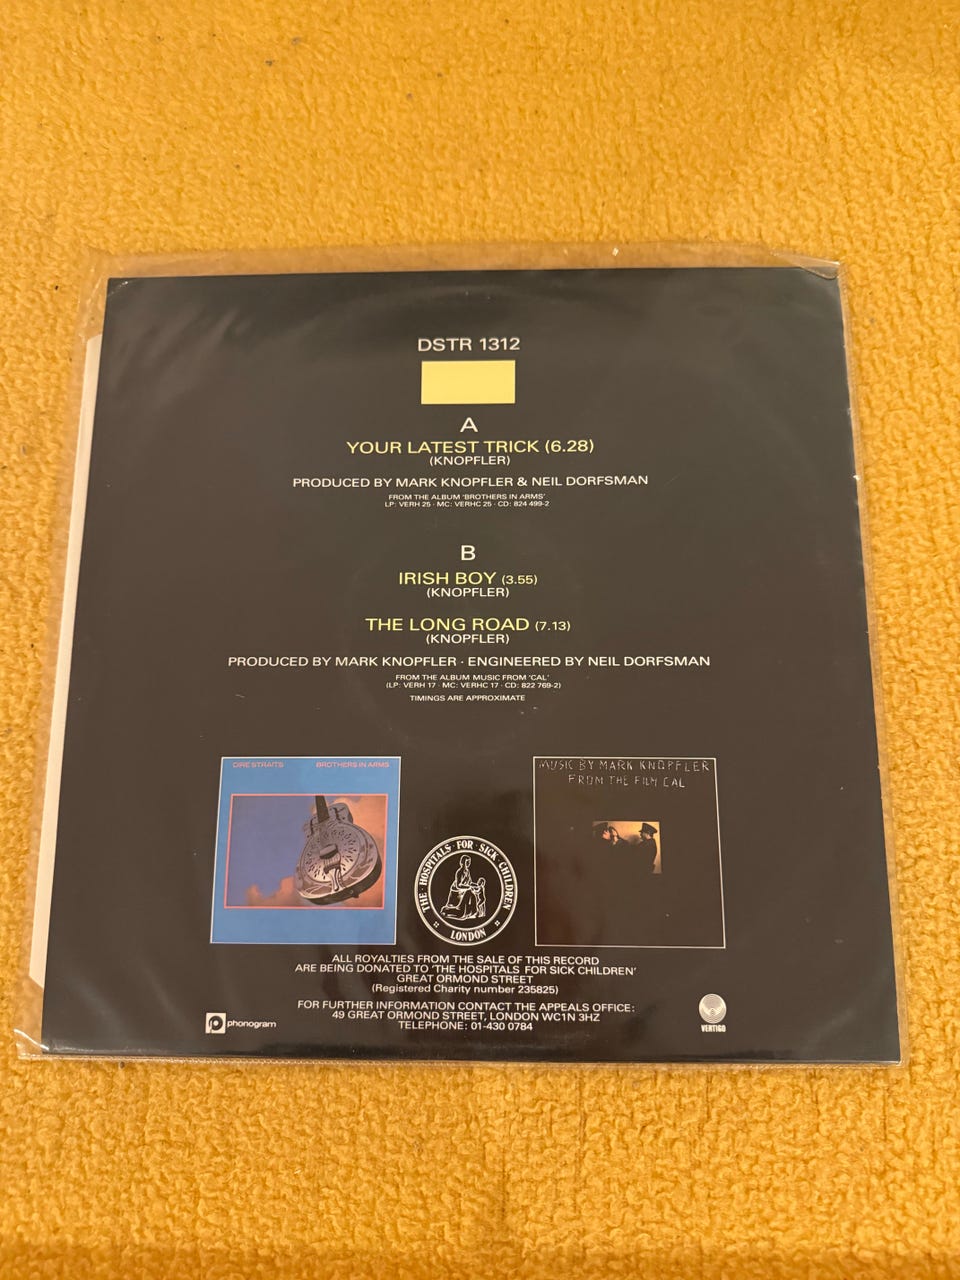 DSTR 1312
A
YOUR LATEST TRICK (6.28)
(KNOPFLER)
PRODUCED BY MARK KNOPFLER & NEIL DORFSMAN
FROM THE ALBUM 'BROTHERS IN ARMS'
LP: VERH 25 · MC: VERHC 25 · CD: 824 499-2
B
IRISH BOY (3.55)
(KNOPFLER)
THE LONG ROAD (7.13)
(KNOPFLER)
PRODUCED BY MARK KNOPFLER · ENGINEERED BY NEIL DORFSMAN
FROM THE ALBUM MUSIC FROM 'CAL'
(LP: VERH 17 · MC: VERHC 17 · CD: 822 769-2)
TIMINGS ARE APPROXIMATE
DIRE STRAITS BROTHERS IN ARMS
MUSIC BY MARK KNOPFLER
FROM THE FILM CAL
THE · HOSPITALS · FOR · SICK · CHILDREN
LONDON
ALL ROYALTIES FROM THE SALE OF THIS RECORD
ARE BEING DONATED TO 'THE HOSPITALS FOR SICK CHILDREN'
GREAT ORMOND STREET
(Registered Charity number 235825)
FOR FURTHER INFORMATION CONTACT THE APPEALS OFFICE:
49 GREAT ORMOND STREET, LONDON WC1N 3HZ
TELEPHONE: 01-430 0784
phonogram
VERTIGO